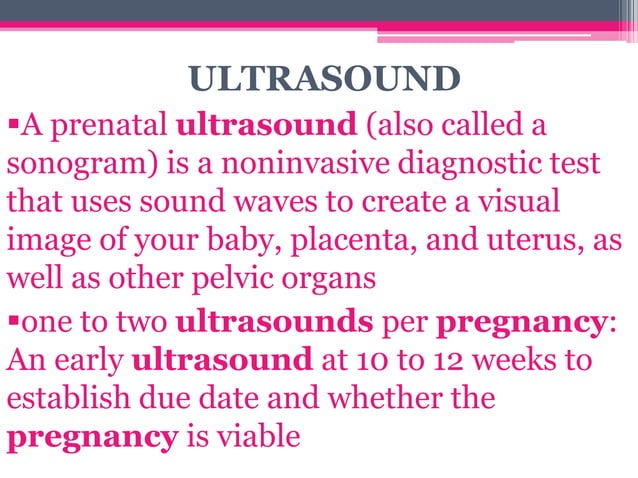 ULTRASOUND
▪A prenatal ultrasound (also called a
sonogram) is a noninvasive diagnostic test
that uses sound waves to create a visual
image of your baby, placenta, and uterus, as
well as other pelvic organs
▪one to two ultrasounds per pregnancy:
An early ultrasound at 10 to 12 weeks to
establish due date and whether the
pregnancy is viable